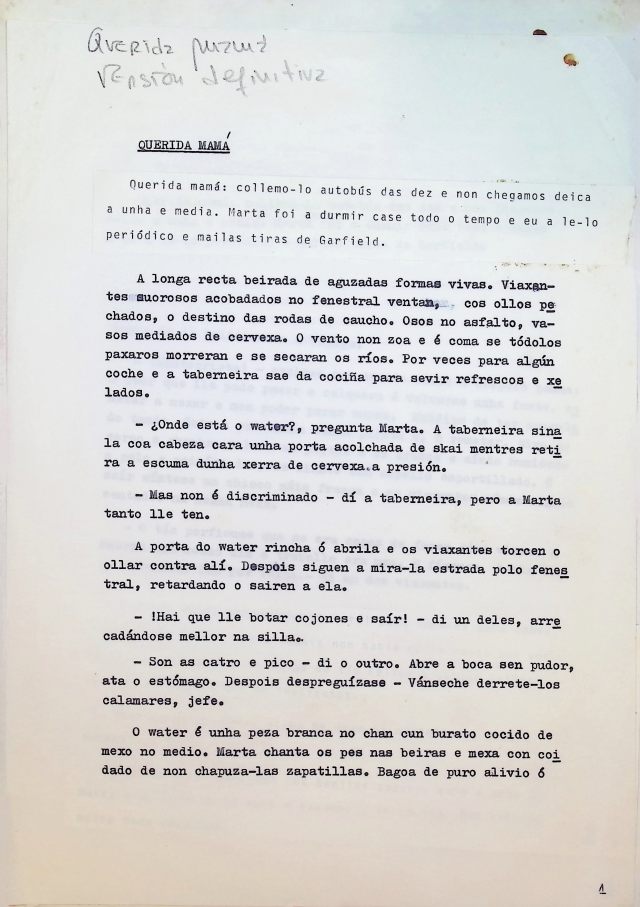 Querida mamá
Versión definitiva
QUERIDA MAMÁ
Querida mamá: collemo-lo autobús das dez e non chegamos deica
a unha e media. Marta foi a durmir case todo o tempo e eu a le-lo
periódico e mailas tiras de Garfield.
A longa recta beirada de aguzadas formas vivas. Viaxan-
tes suorosos acobadados no fenestral ventan, cos ollos pe
chados, o destino das rodas de caucho. Osos no asfalto, va-
sos mediados de cervexa. O vento non zoa e é coma se tódolos
paxaros morreran e se secaran os ríos. Por veces para algún
coche e a taberneira sae da cociña para sevir refrescos e xe
lados.
- ¿Onde está o water?, pregunta Marta. A taberneira sina
la coa cabeza cara unha porta acolchada de skai mentres reti
ra a escuma dunha xerra de cervexa a presión.
- Mas non é discriminado - dí a taberneira, pero a Marta
tanto lle ten.
A porta do water rincha ó abrila e os viaxantes torcen o
ollar contra alí. Despois siguen a mira-la estrada polo fenes
tral, retardando o sairen a ela.
- !Hai que lle botar cojones e saír! - di un deles, arre
cadándose mellor na silla.
- Son as catro e pico - di o outro. Abre a boca sen pudor,
ata o estómago. Despois despreguízase - Vánseche derrete-los
calamares, jefe.
O water é unha peza branca no chan cun burato cocido de
mexo no medio. Marta chanta os pes nas beiras e mexa con coi
dado de non chapuza-las zapatillas. Bagoa de puro alivio ó
1